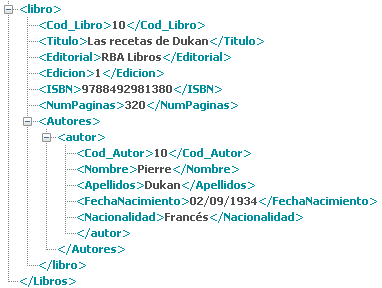 <libro>
<Cod_Libro>10</Cod_Libro>
<Titulo>Las recetas de Dukan</Titulo>
<Editorial>RBA Libros</Editorial>
<Edicion>1</Edicion>
<ISBN>9788492981380</ISBN>
<NumPaginas>320</NumPaginas>
<Autores>
<autor>
<Cod_Autor>10</Cod_Autor>
<Nombre>Pierre</Nombre>
<Apellidos>Dukan</Apellidos>
<FechaNacimiento>02/09/1934</FechaNacimiento>
<Nacionalidad>Francés</Nacionalidad>
</autor>
</Autores>
</libro>
</Libros>